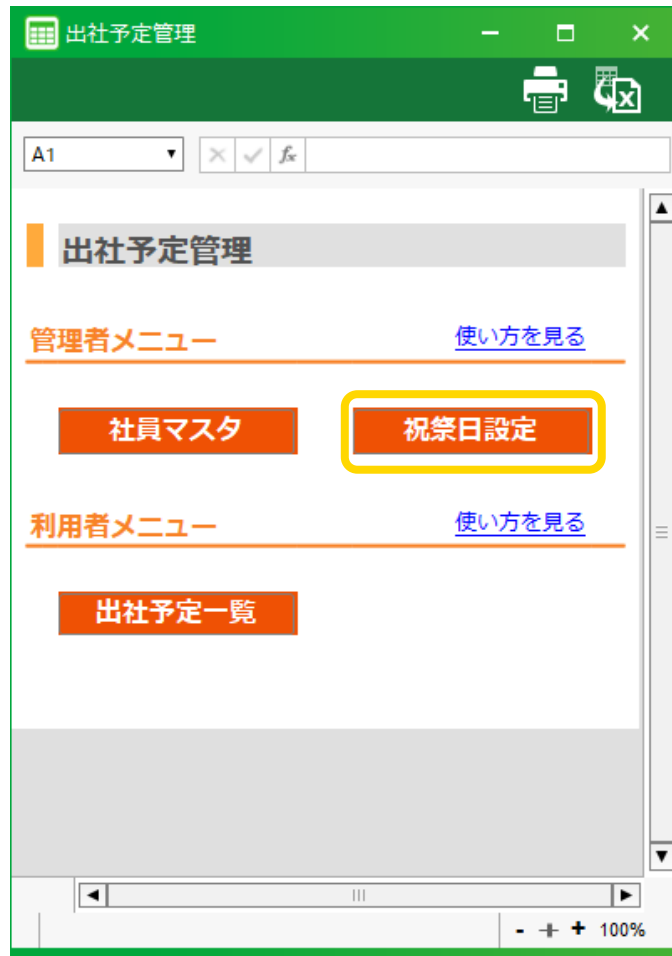 出社予定管理
A1
fx
出社予定管理
管理者メニュー 使い方を見る
社員マスタ 祝祭日設定
利用者メニュー 使い方を見る
出社予定一覧
- + 100%